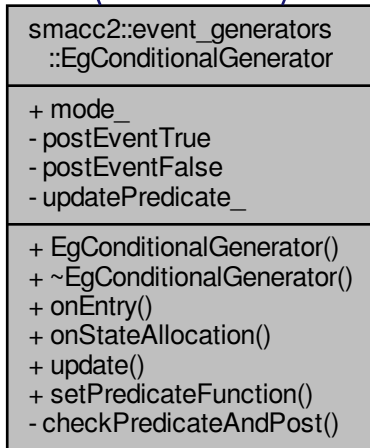 smacc2::event_generators
::EgConditionalGenerator
+ mode_
- postEventTrue
- postEventFalse
- updatePredicate_
+ EgConditionalGenerator()
+ ~EgConditionalGenerator()
+ onEntry()
+ onStateAllocation()
+ update()
+ setPredicateFunction()
- checkPredicateAndPost()